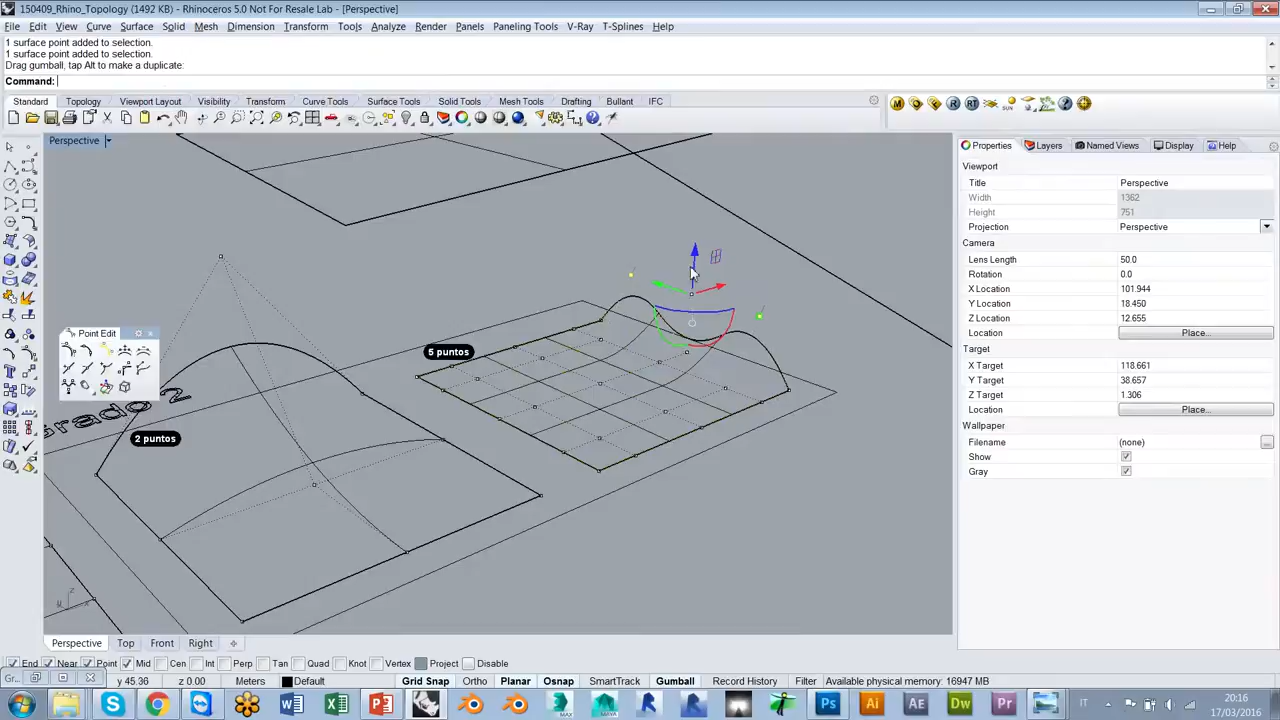 150409_Rhino_Topology (1492 KB) - Rhinoceros 5.0 Not For Resale Lab - [Perspective]
File Edit View Curve Surface Solid Mesh Dimension Transform Tools Analyze Render Panels Paneling Tools V-Ray T-Splines Help
1 surface point added to selection.
1 surface point added to selection.
Drag gumball, tap Alt to make a duplicate:
Command:
Standard Topology Viewport Layout Visibility Transform Curve Tools Surface Tools Solid Tools Mesh Tools Drafting Bullant IFC
Perspective
Properties Layers Named Views Display Help
Viewport
Title Perspective
Width 1362
Height 751
Projection Perspective
Camera
Lens Length 50.0
Rotation 0.0
X Location 101.944
Y Location 18.450
Z Location 12.655
Location Place...
Target
X Target 118.661
Y Target 38.657
Z Target 1.306
Location Place...
Wallpaper
Filename (none) ...
Show
Gray
Point Edit
5 puntos
rado 2
2 puntos
z
Perspective Top Front Right
End Near Point Mid Cen Int Perp Tan Quad Knot Vertex Project Disable
Gr...
y 45.36 z 0.00 Meters Default Grid Snap Ortho Planar Osnap SmartTrack Gumball Record History Filter Available physical memory: 16947 MB
IT
20:16
17/03/2016